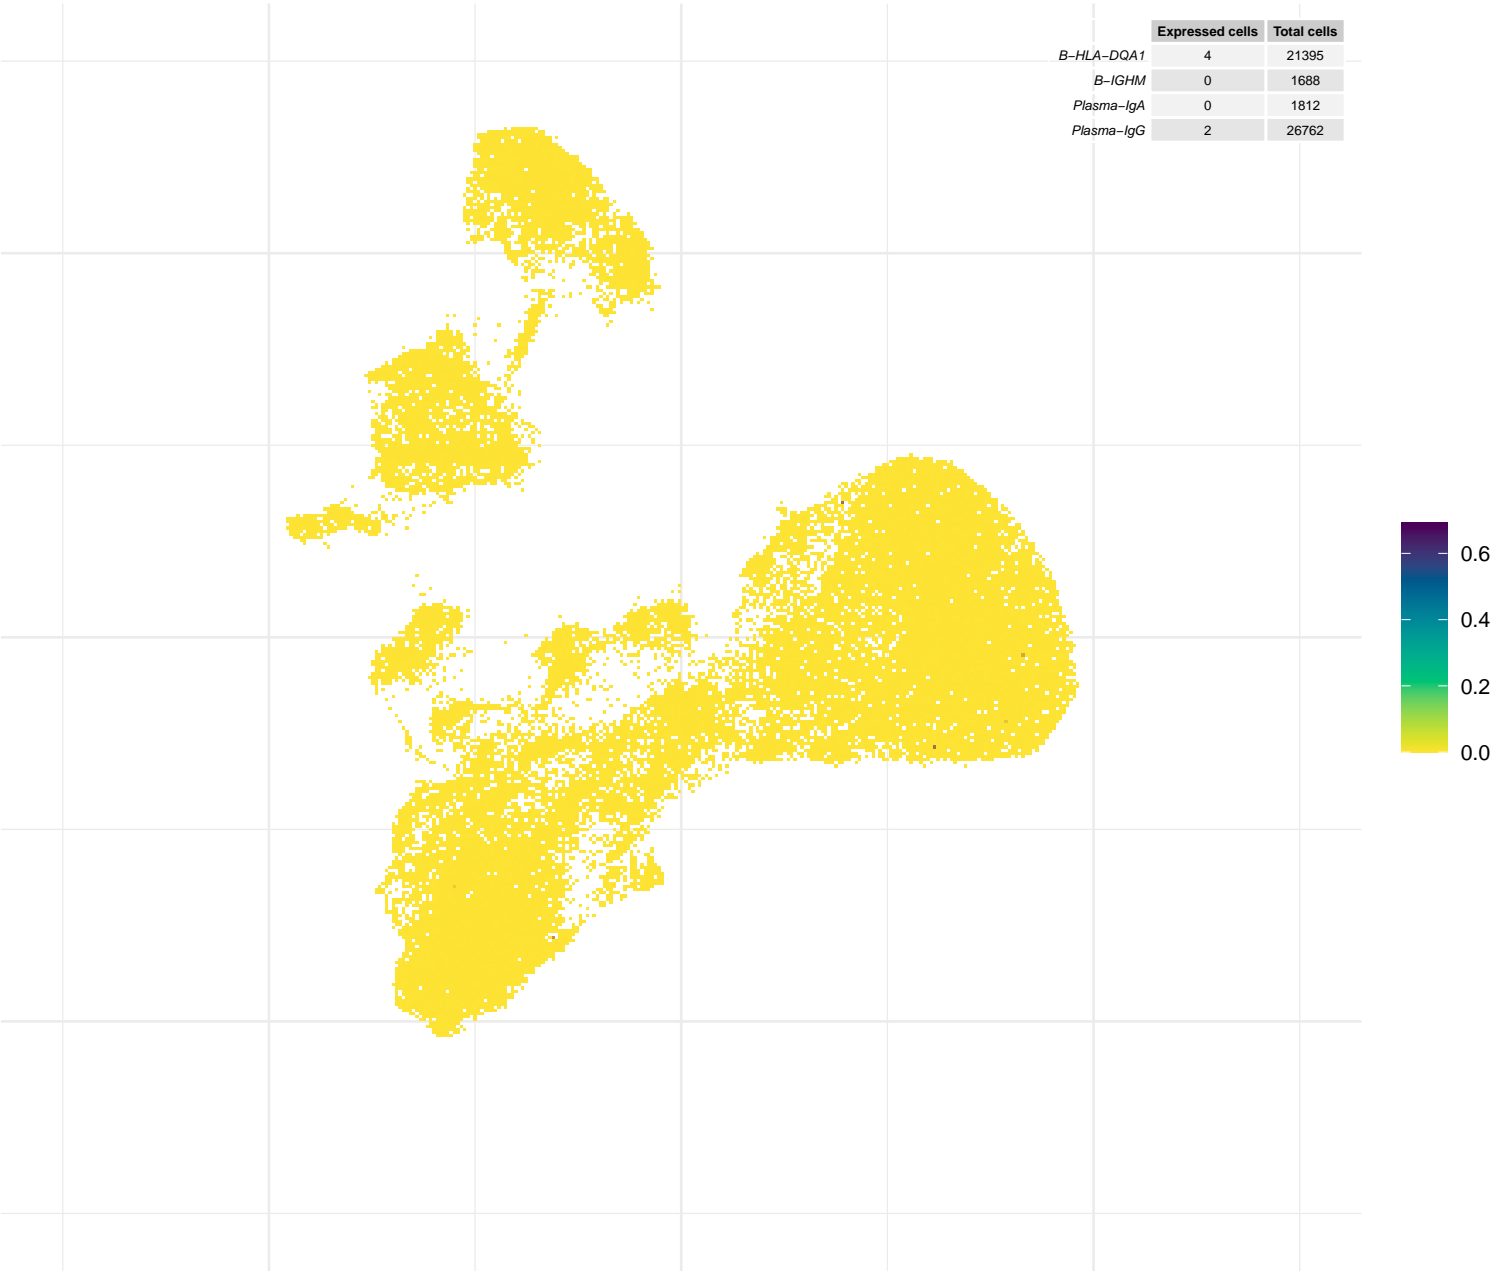 Expressed cells Total cells
B−HLA−DQA1 4 21395
B−IGHM 0 1688
Plasma−IgA 0 1812
Plasma−IgG 2 26762
0.6
0.4
0.2
0.0